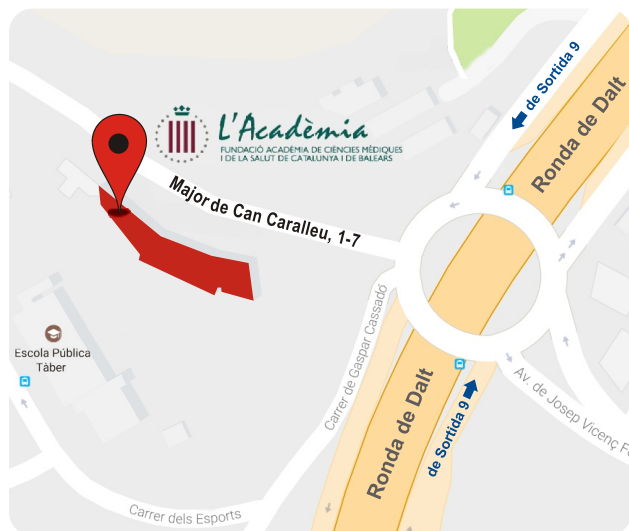 de Sortida 9
Ronda de Dalt
L'Acadèmia
FUNDACIÓ ACADÈMIA DE CIÈNCIES MÈDIQUES
I DE LA SALUT DE CATALUNYA I DE BALEARS
Major de Can Caralleu, 1-7
Escola Pública
Tàber
Carrer de Gaspar Cassadó
Ronda de Dalt
de Sortida 9
Av. de Josep Vicenç
Carrer dels Esports